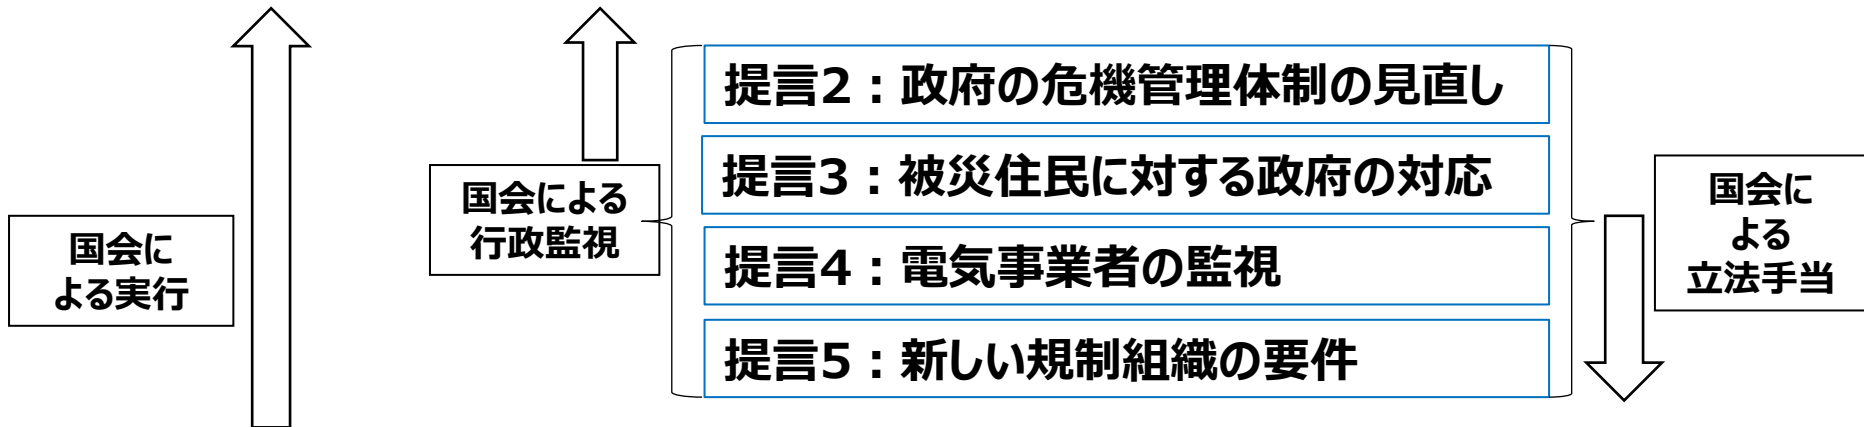 国会に
よる実行
国会による
行政監視
提言2：政府の危機管理体制の見直し
提言3：被災住民に対する政府の対応
提言4：電気事業者の監視
提言5：新しい規制組織の要件
国会に
よる
立法手当